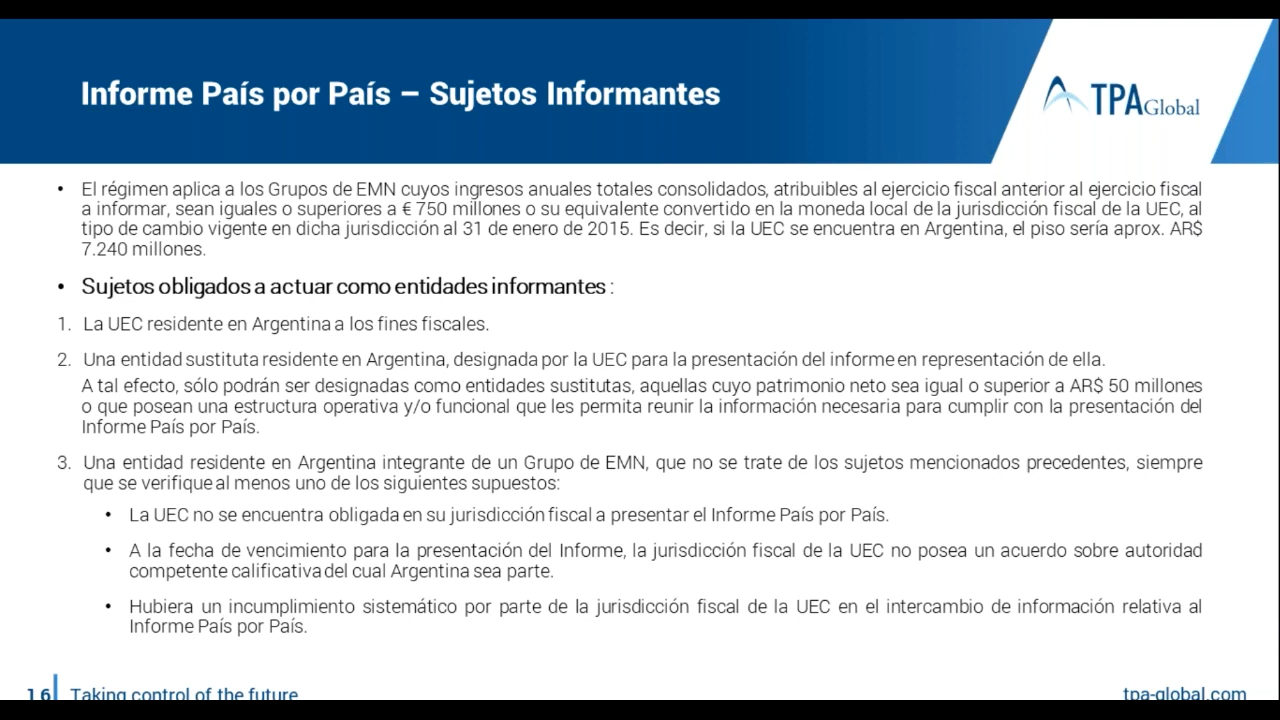 Informe País por País – Sujetos Informantes
TPA Global
• El régimen aplica a los Grupos de EMN cuyos ingresos anuales totales consolidados, atribuibles al ejercicio fiscal anterior al ejercicio fiscal
a informar, sean iguales o superiores a € 750 millones o su equivalente convertido en la moneda local de la jurisdicción fiscal de la UEC, al
tipo de cambio vigente en dicha jurisdicción al 31 de enero de 2015. Es decir, si la UEC se encuentra en Argentina, el piso sería aprox. AR$
7.240 millones.
• Sujetos obligados a actuar como entidades informantes :
1. La UEC residente en Argentina a los fines fiscales.
2. Una entidad sustituta residente en Argentina, designada por la UEC para la presentación del informe en representación de ella.
A tal efecto, sólo podrán ser designadas como entidades sustitutas, aquellas cuyo patrimonio neto sea igual o superior a AR$ 50 millones
o que posean una estructura operativa y/o funcional que les permita reunir la información necesaria para cumplir con la presentación del
Informe País por País.
3. Una entidad residente en Argentina integrante de un Grupo de EMN, que no se trate de los sujetos mencionados precedentes, siempre
que se verifique al menos uno de los siguientes supuestos:
• La UEC no se encuentra obligada en su jurisdicción fiscal a presentar el Informe País por País.
• A la fecha de vencimiento para la presentación del Informe, la jurisdicción fiscal de la UEC no posea un acuerdo sobre autoridad
competente calificativa del cual Argentina sea parte.
• Hubiera un incumplimiento sistemático por parte de la jurisdicción fiscal de la UEC en el intercambio de información relativa al
Informe País por País.
16 Taking control of the future
tpa-global.com